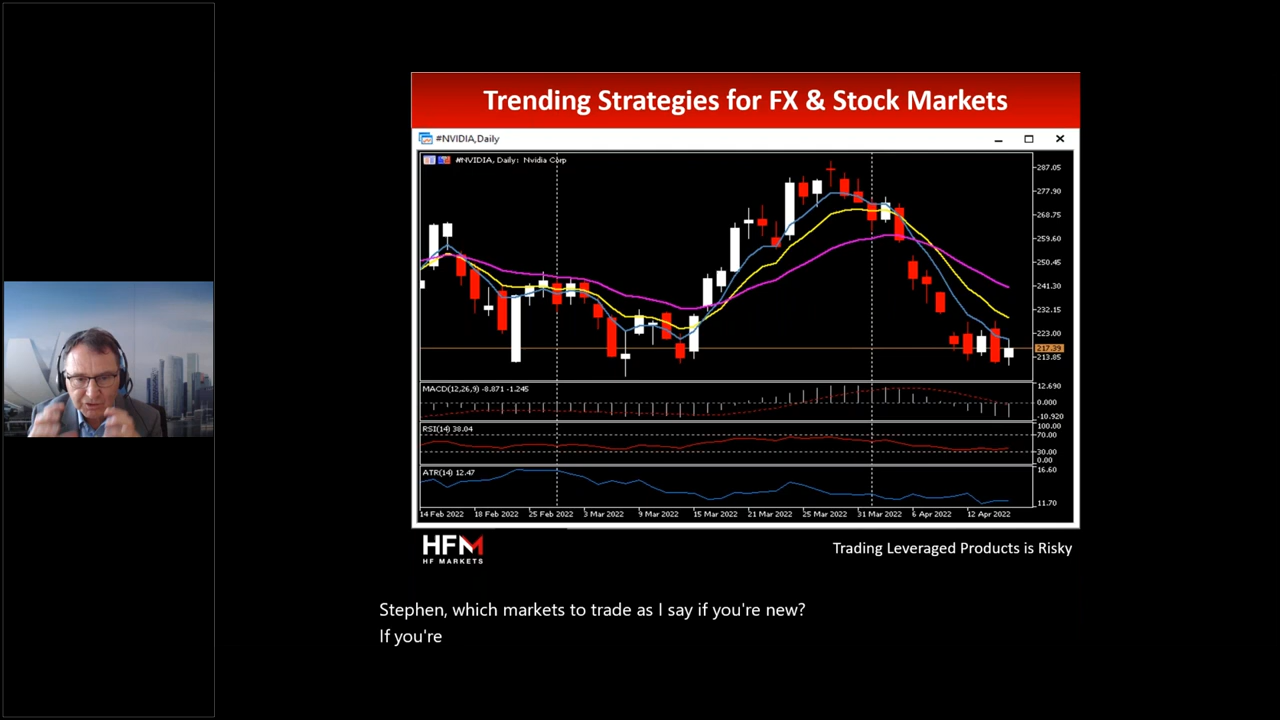 Trending Strategies for FX & Stock Markets
#NVIDIA,Daily
#NVIDIA, Daily: Nvidia Corp
287.05
277.90
268.75
259.60
250.45
241.30
232.15
223.00
217.39
213.85
MACD(12,26,9) -8.871 -1.245
12.690
0.000
-10.920
RSI(14) 38.04
100.00
70.00
30.00
0.00
ATR(14) 12.47
16.60
11.70
14 Feb 2022 18 Feb 2022 25 Feb 2022 3 Mar 2022 9 Mar 2022 15 Mar 2022 21 Mar 2022 25 Mar 2022 31 Mar 2022 6 Apr 2022 12 Apr 2022
HFM
HF MARKETS
Trading Leveraged Products is Risky
Stephen, which markets to trade as I say if you're new?
If you're